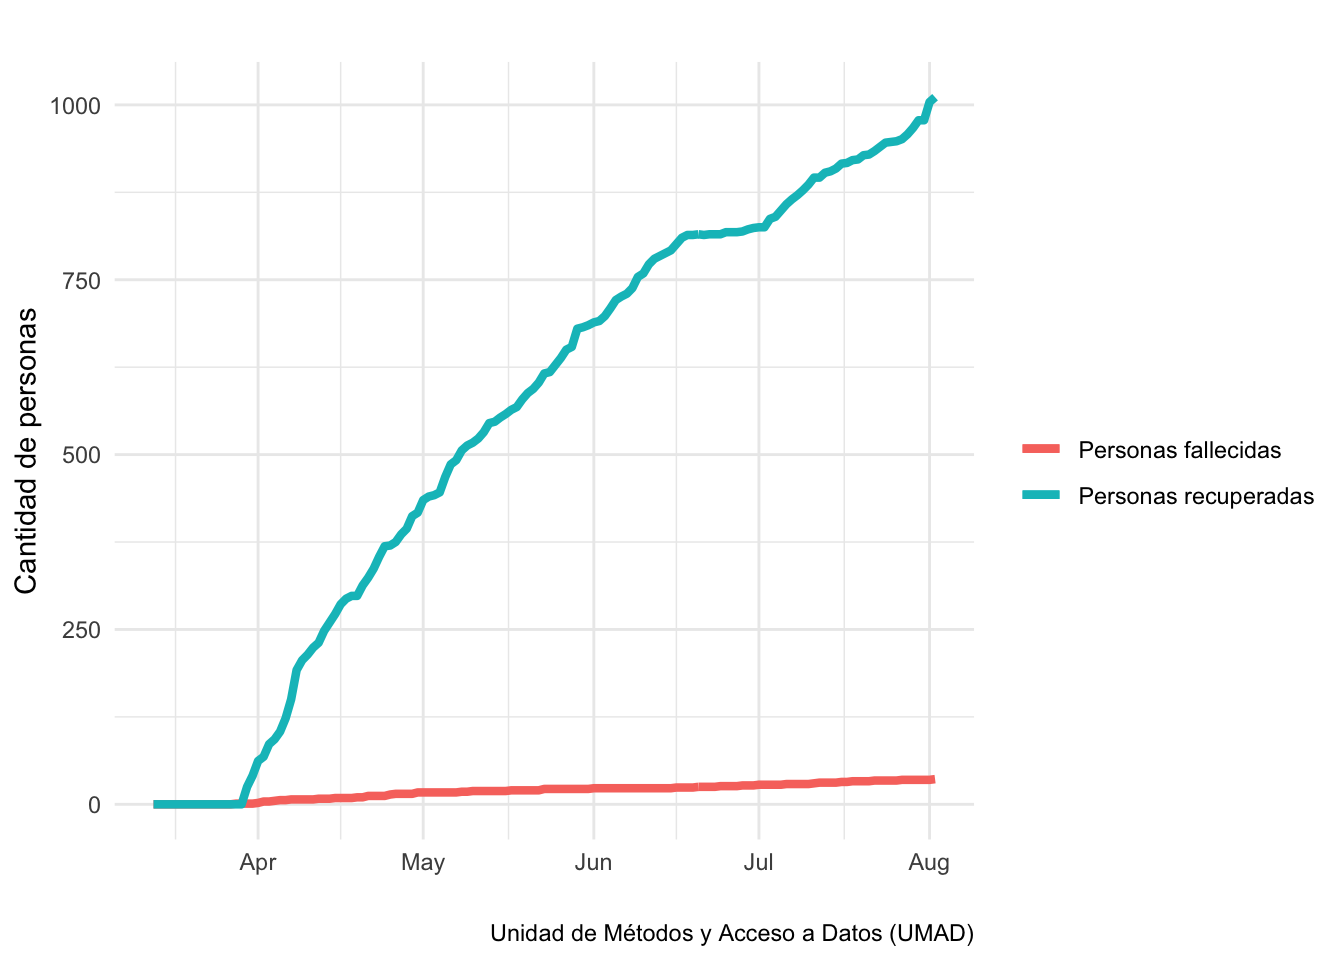 Cantidad de personas
1000
750
500
250
0
Apr May Jun Jul Aug
Personas fallecidas
Personas recuperadas
Unidad de Métodos y Acceso a Datos (UMAD)